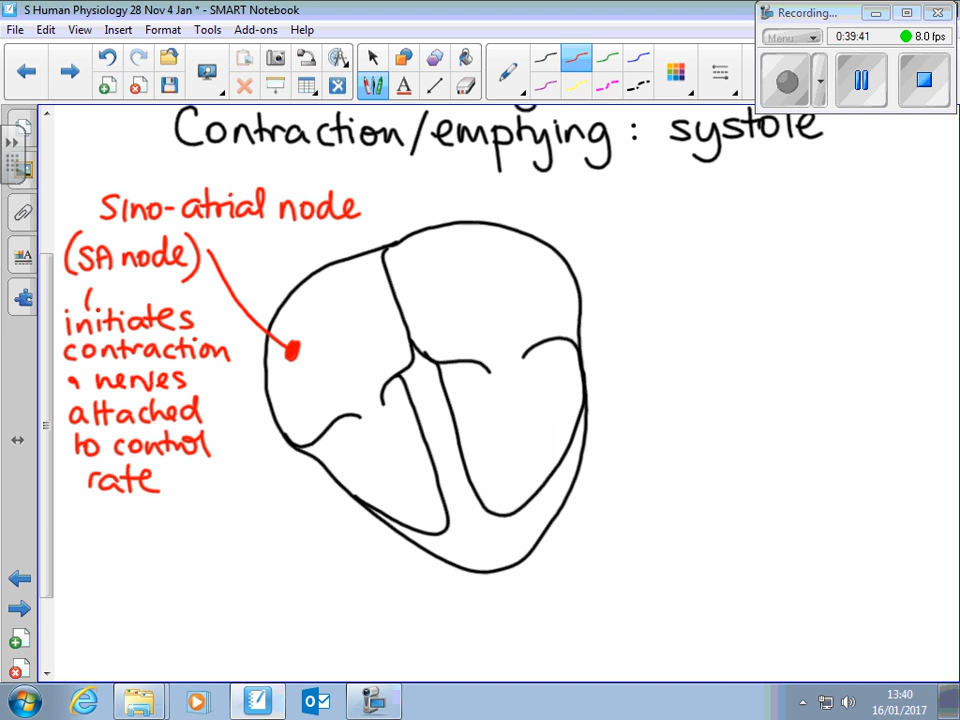 S Human Physiology 28 Nov 4 Jan * - SMART Notebook
File Edit View Insert Format Tools Add-ons Help
Recording...
Menu
0:39:41
8.0 fps
Contraction/emptying : systole
Sino-atrial node
(SA node)
initiates
contraction
• nerves
attached
to control
rate
13:40
16/01/2017